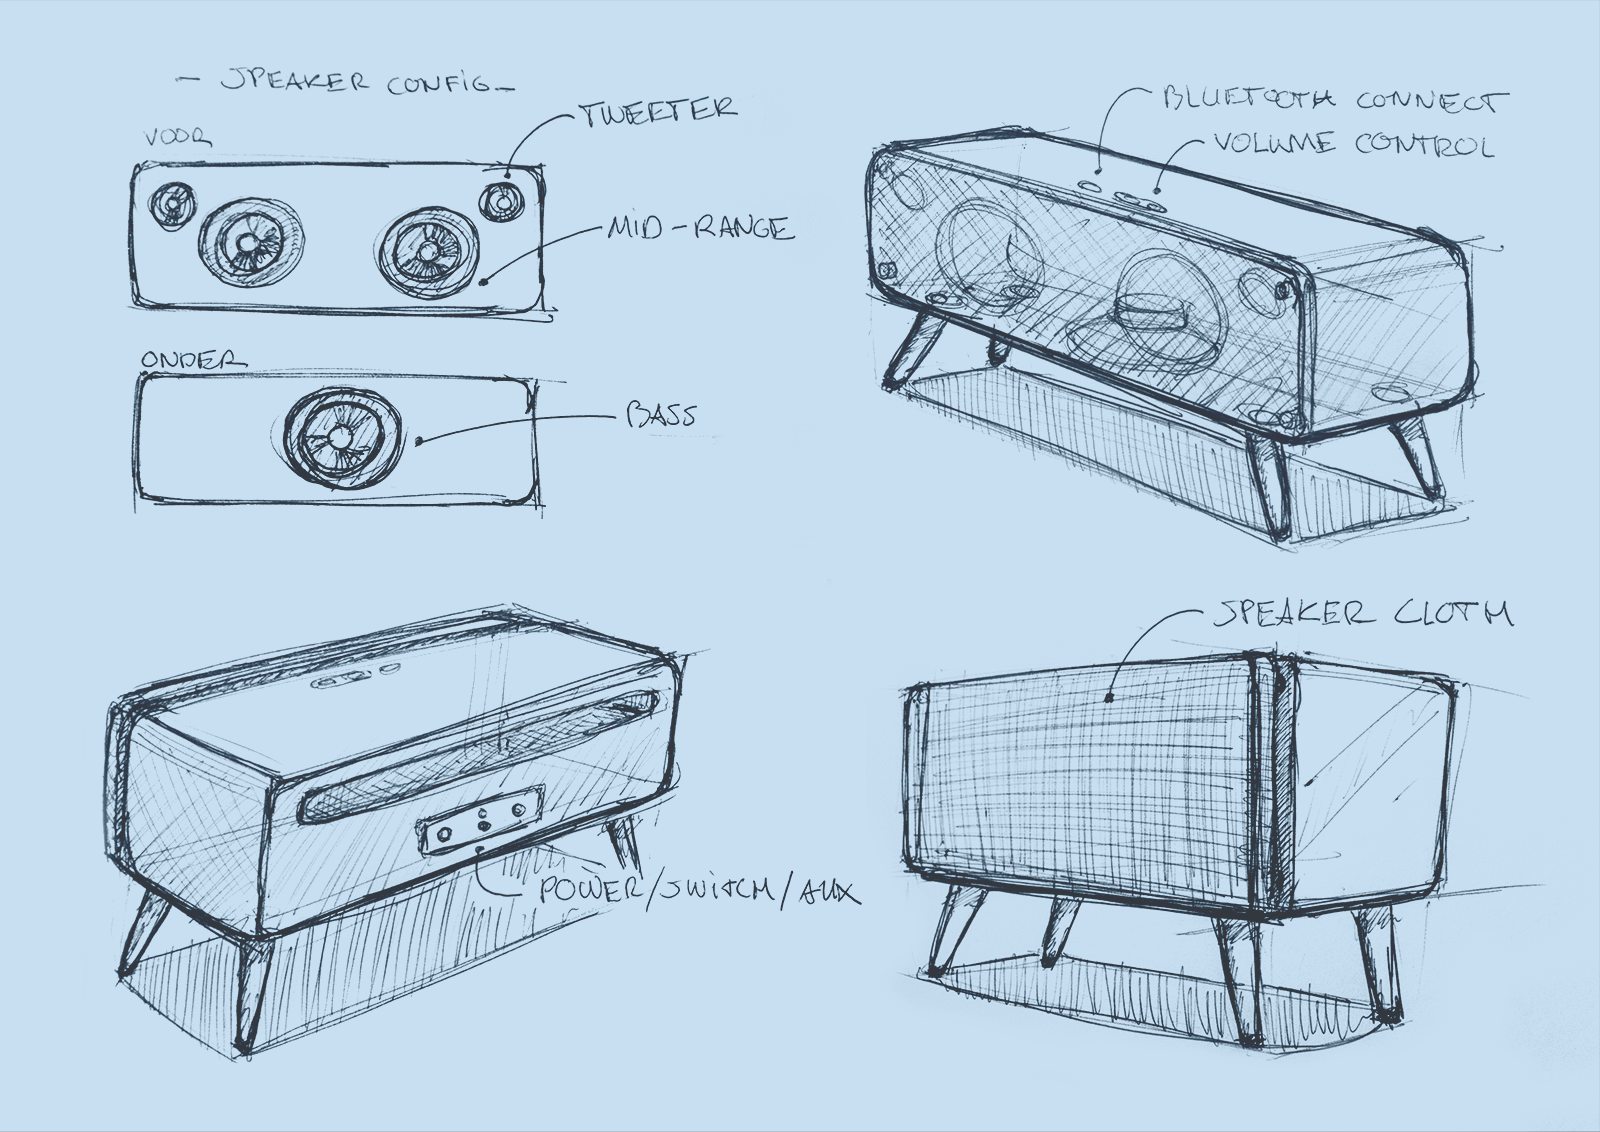 - SPEAKER CONFIG -
VOOR
TWEETER
MID-RANGE
ONDER
BASS
BLUETOOTH CONNECT
VOLUME CONTROL
POWER/SWITCH/AUX
SPEAKER CLOTH